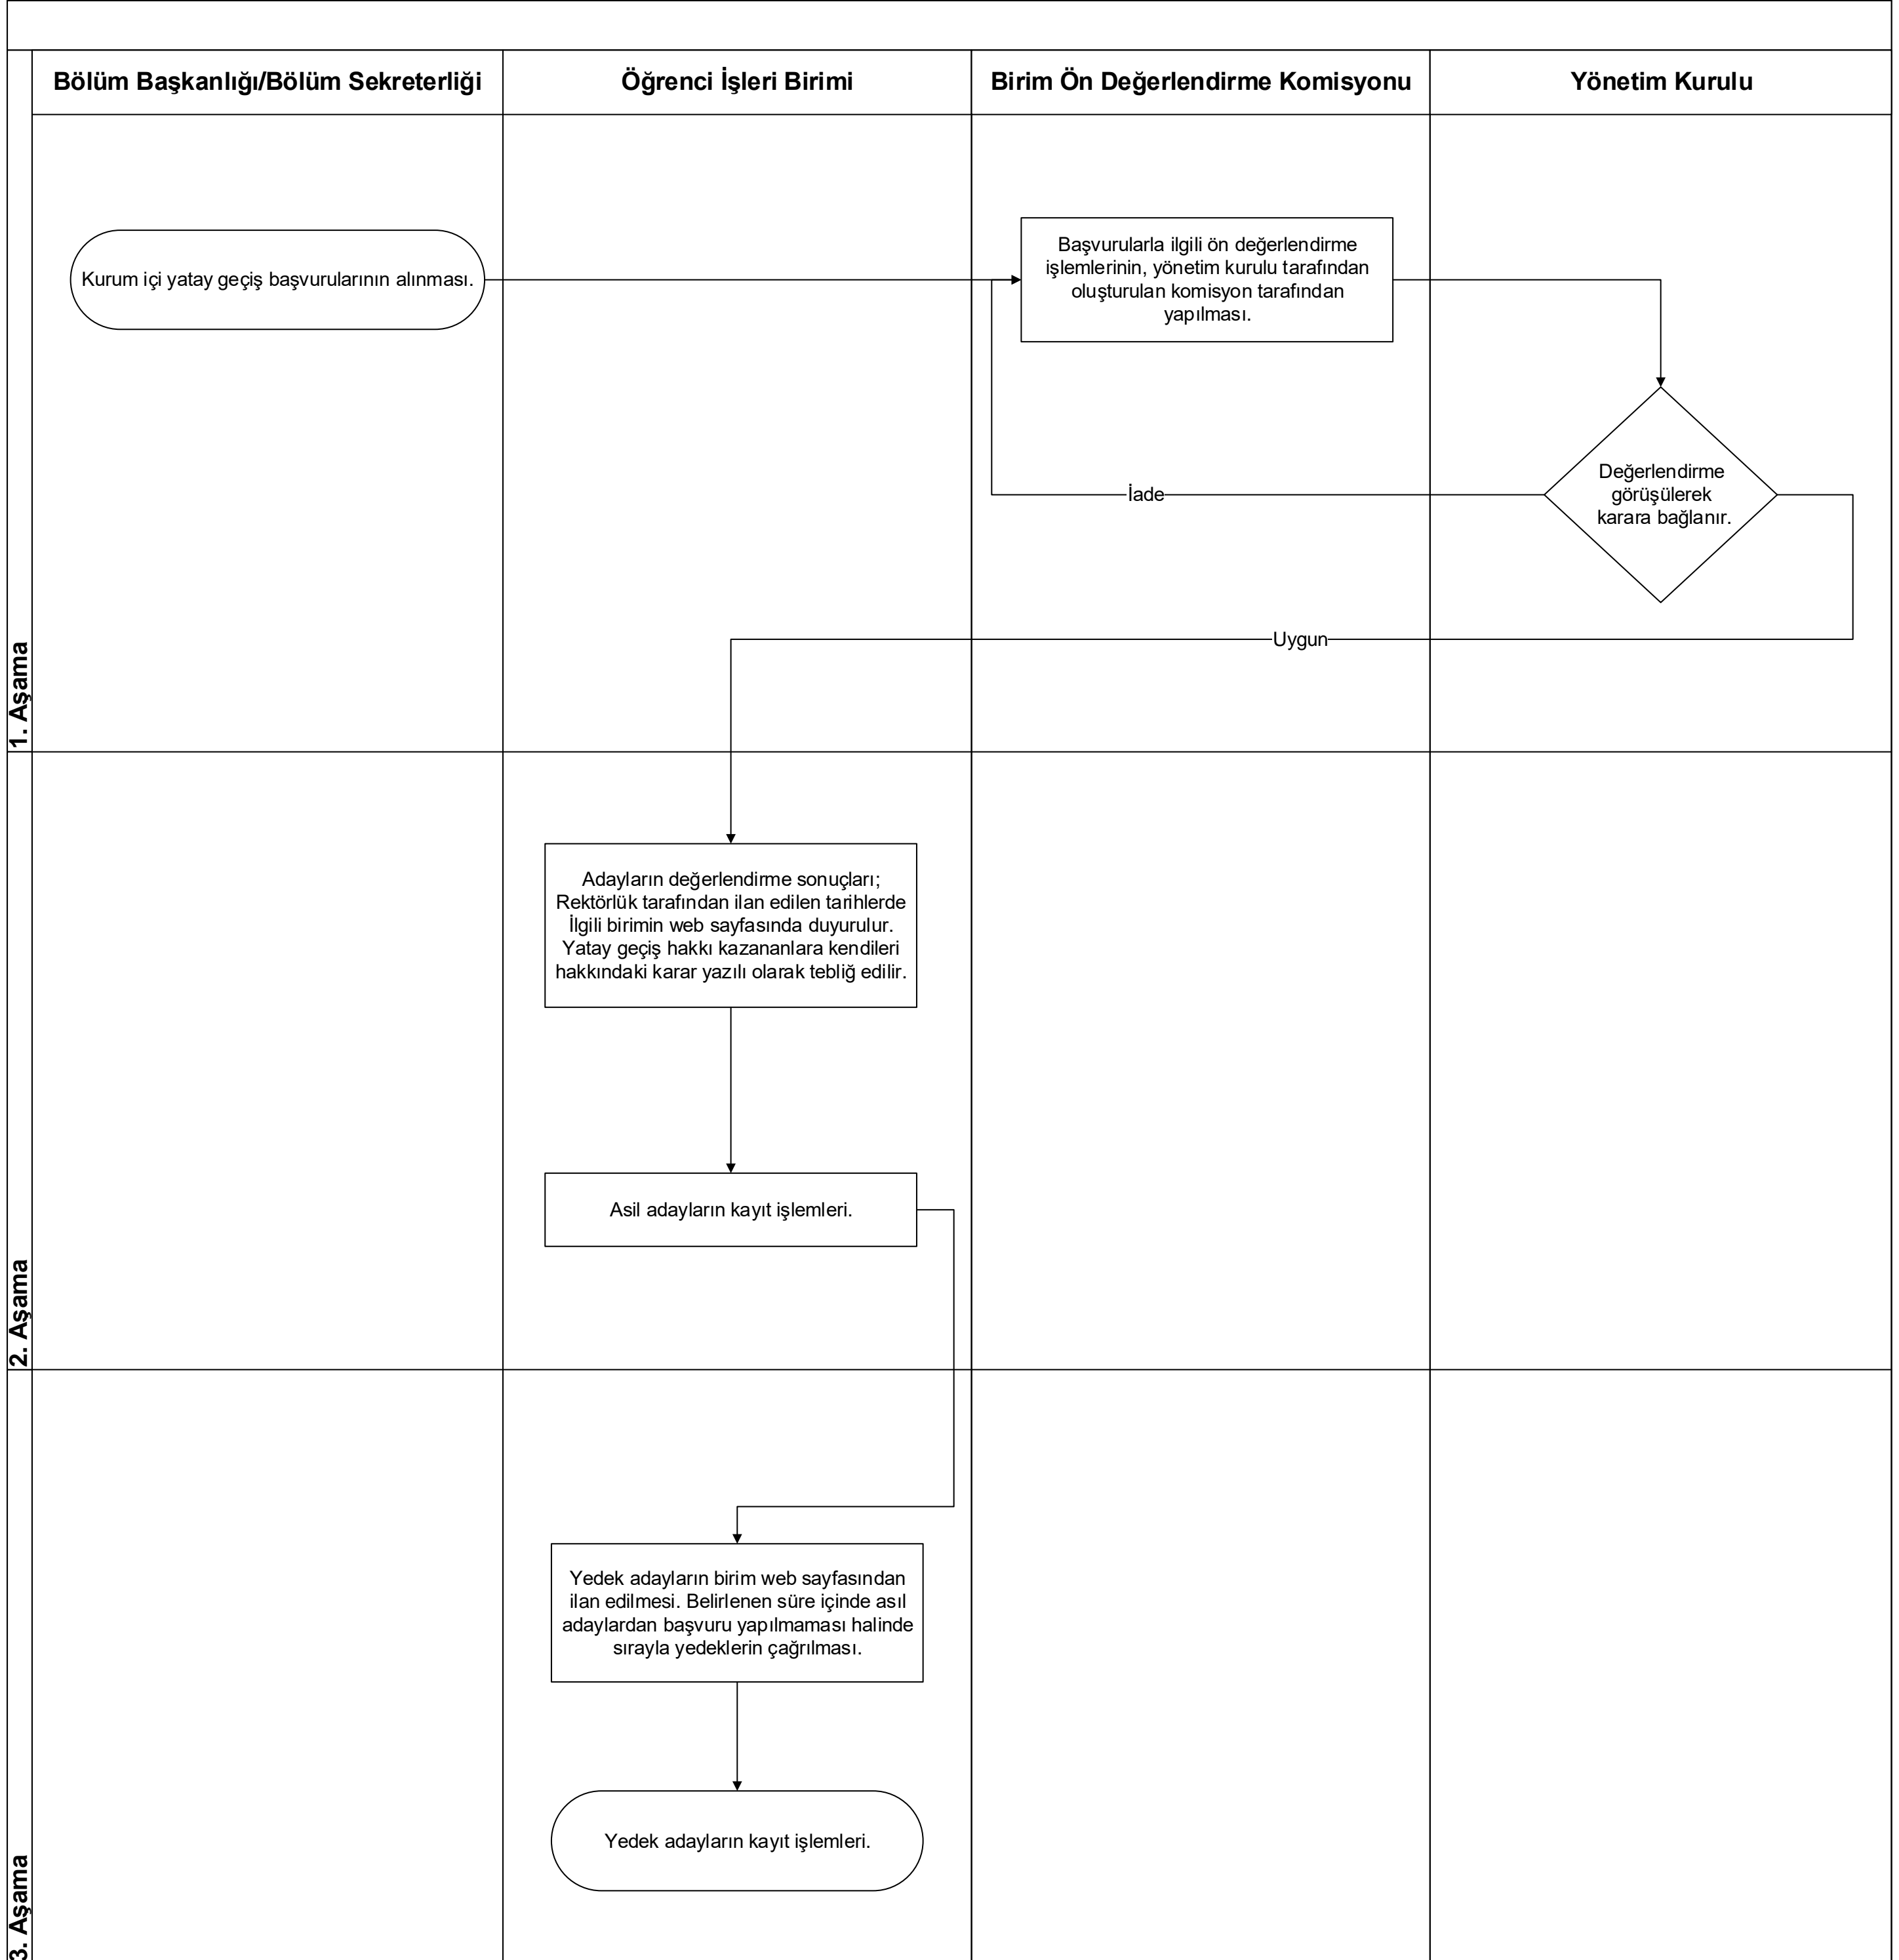 Bölüm Başkanlığı/Bölüm Sekreterliği
Öğrenci İşleri Birimi
Birim Ön Değerlendirme Komisyonu
Yönetim Kurulu
1. Aşama
Kurum içi yatay geçiş başvurularının alınması.
Başvurularla ilgili ön değerlendirme
işlemlerinin, yönetim kurulu tarafından
oluşturulan komisyon tarafından
yapılması.
Değerlendirme
görüşülerek
karara bağlanır.
İade
Uygun
2. Aşama
Adayların değerlendirme sonuçları;
Rektörlük tarafından ilan edilen tarihlerde
İlgili birimin web sayfasında duyurulur.
Yatay geçiş hakkı kazananlara kendileri
hakkındaki karar yazılı olarak tebliğ edilir.
Asil adayların kayıt işlemleri.
3. Aşama
Yedek adayların birim web sayfasından
ilan edilmesi. Belirlenen süre içinde asıl
adaylardan başvuru yapılmaması halinde
sırayla yedeklerin çağrılması.
Yedek adayların kayıt işlemleri.